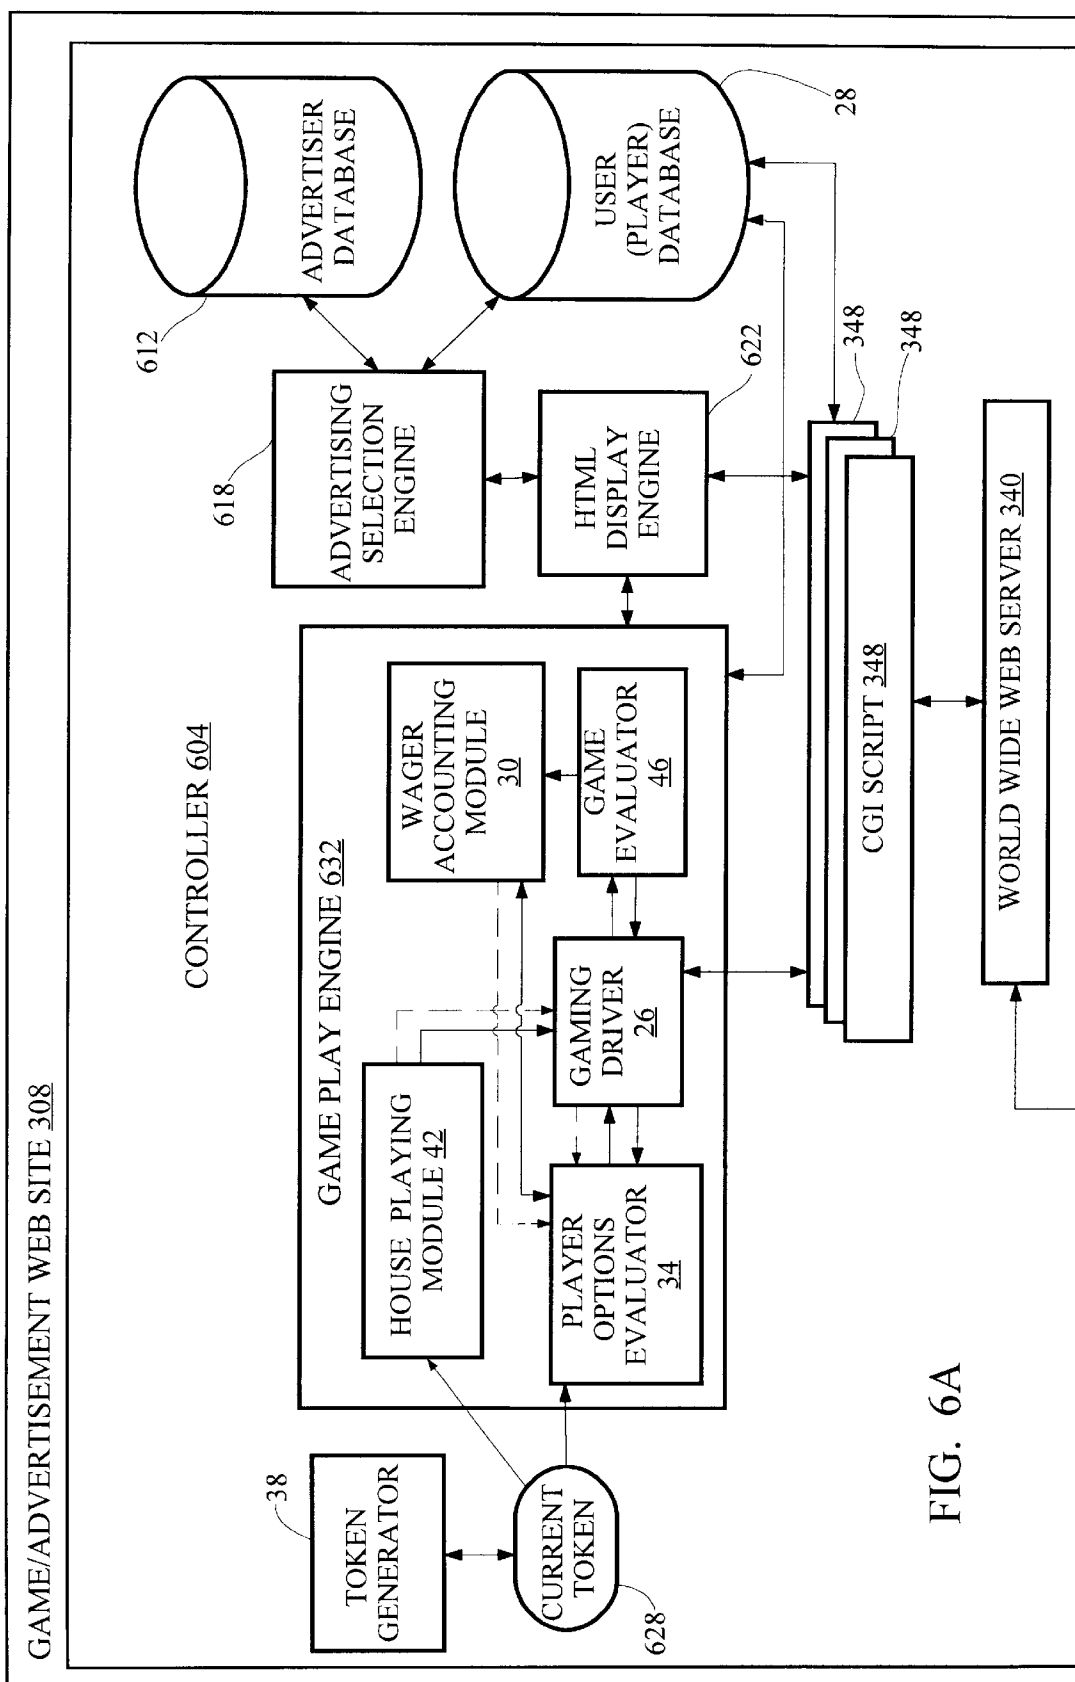 GAME/ADVERTISEMENT WEB SITE 308
CONTROLLER 604
TOKEN
GENERATOR
38
CURRENT
TOKEN
628
GAME PLAY ENGINE 632
HOUSE PLAYING
MODULE 42
WAGER
ACCOUNTING
MODULE
30
PLAYER
OPTIONS
EVALUATOR
34
GAMING
DRIVER
26
GAME
EVALUATOR
46
618
ADVERTISING
SELECTION
ENGINE
612
ADVERTISER
DATABASE
HTML
DISPLAY
ENGINE
622
USER
(PLAYER)
DATABASE
28
348
348
CGI SCRIPT 348
WORLD WIDE WEB SERVER 340
FIG. 6A